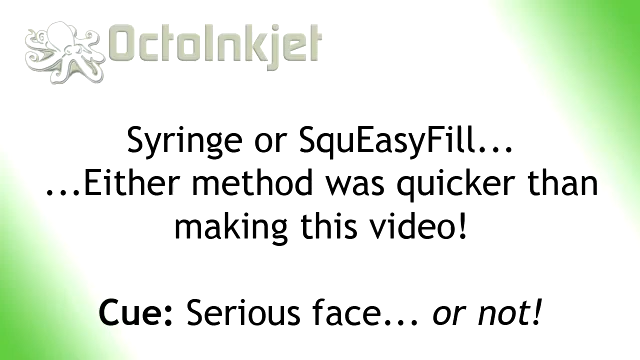 OctoInkjet
Syringe or SquEasyFill...
...Either method was quicker than
making this video!
Cue: Serious face... or not!